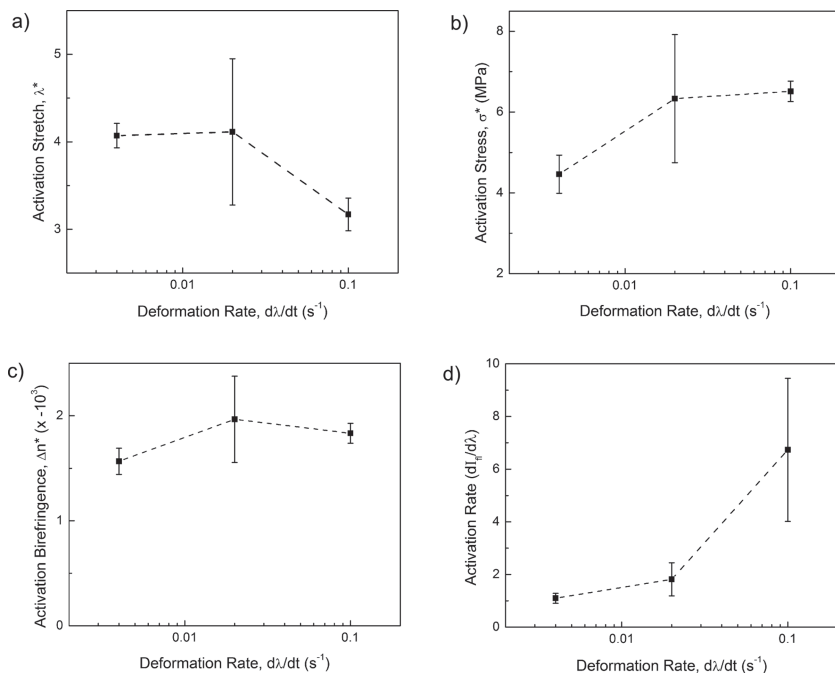 a)
5
4
3
Activation Stretch, λ*
0.01
0.1
Deformation Rate, dλ/dt (s⁻¹)
b)
8
6
4
2
Activation Stress, σ* (MPa)
0.01
0.1
Deformation Rate, dλ/dt (s⁻¹)
c)
2
1
0
Activation Birefringence, Δn* (x -10³)
0.01
0.1
Deformation Rate, dλ/dt (s⁻¹)
d)
10
8
6
4
2
0
Activation Rate (dI_fl/dλ)
0.01
0.1
Deformation Rate, dλ/dt (s⁻¹)